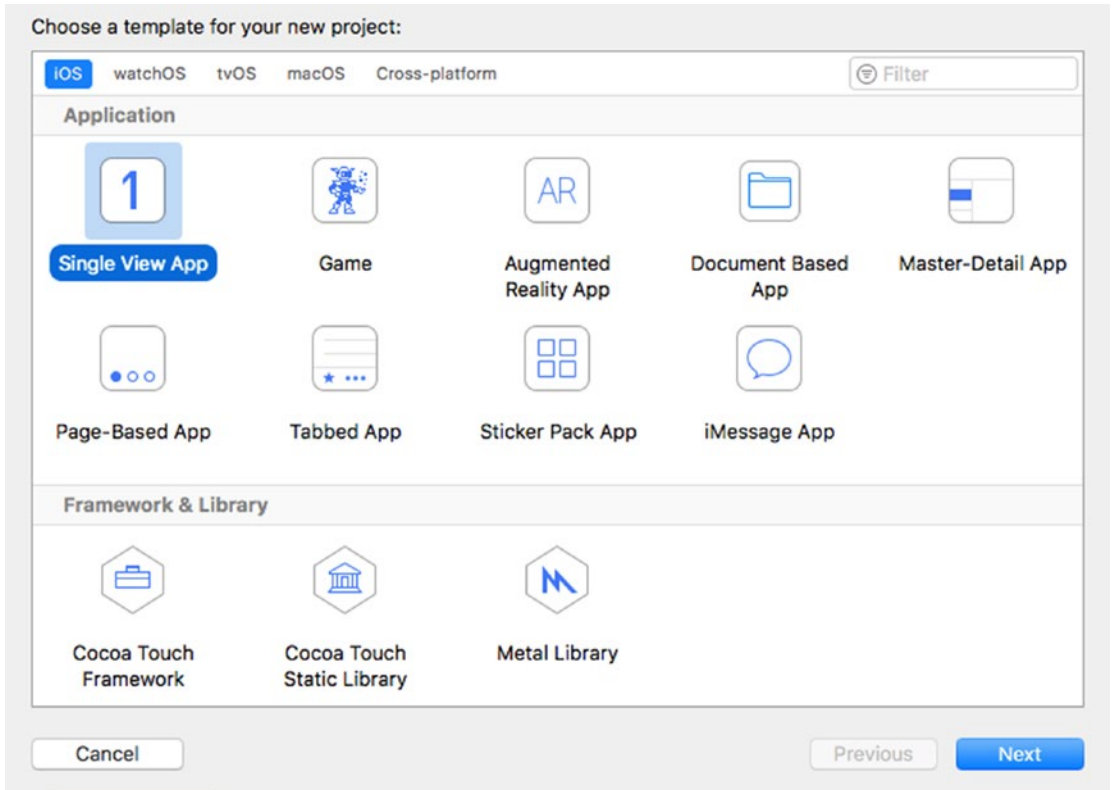 Choose a template for your new project:
iOS watchOS tvOS macOS Cross-platform Filter
Application
1 AR
Single View App Game Augmented Reality App Document Based App Master-Detail App
Page-Based App Tabbed App Sticker Pack App iMessage App
Framework & Library
Cocoa Touch Framework Cocoa Touch Static Library Metal Library
Cancel Previous Next